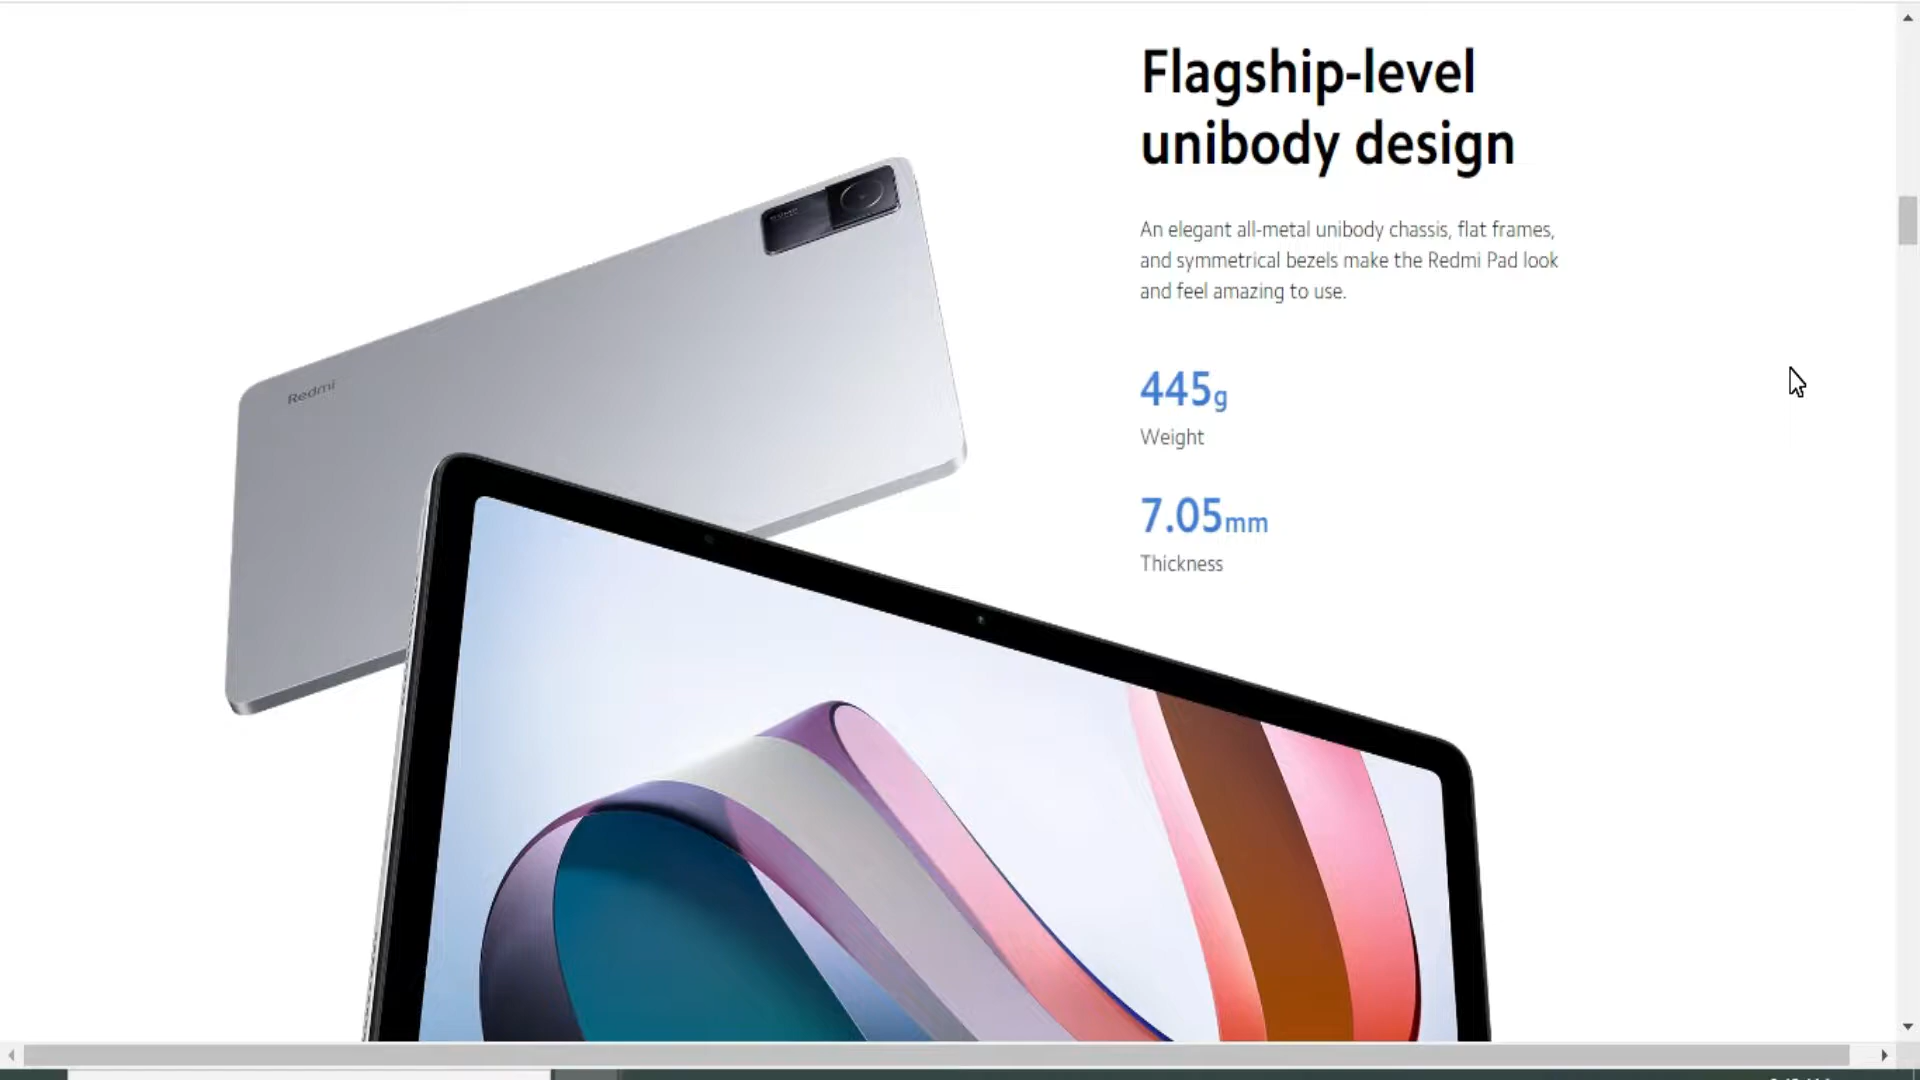 Flagship-level
unibody design
An elegant all-metal unibody chassis, flat frames,
and symmetrical bezels make the Redmi Pad look
and feel amazing to use.
445g
Weight
7.05mm
Thickness
Redmi